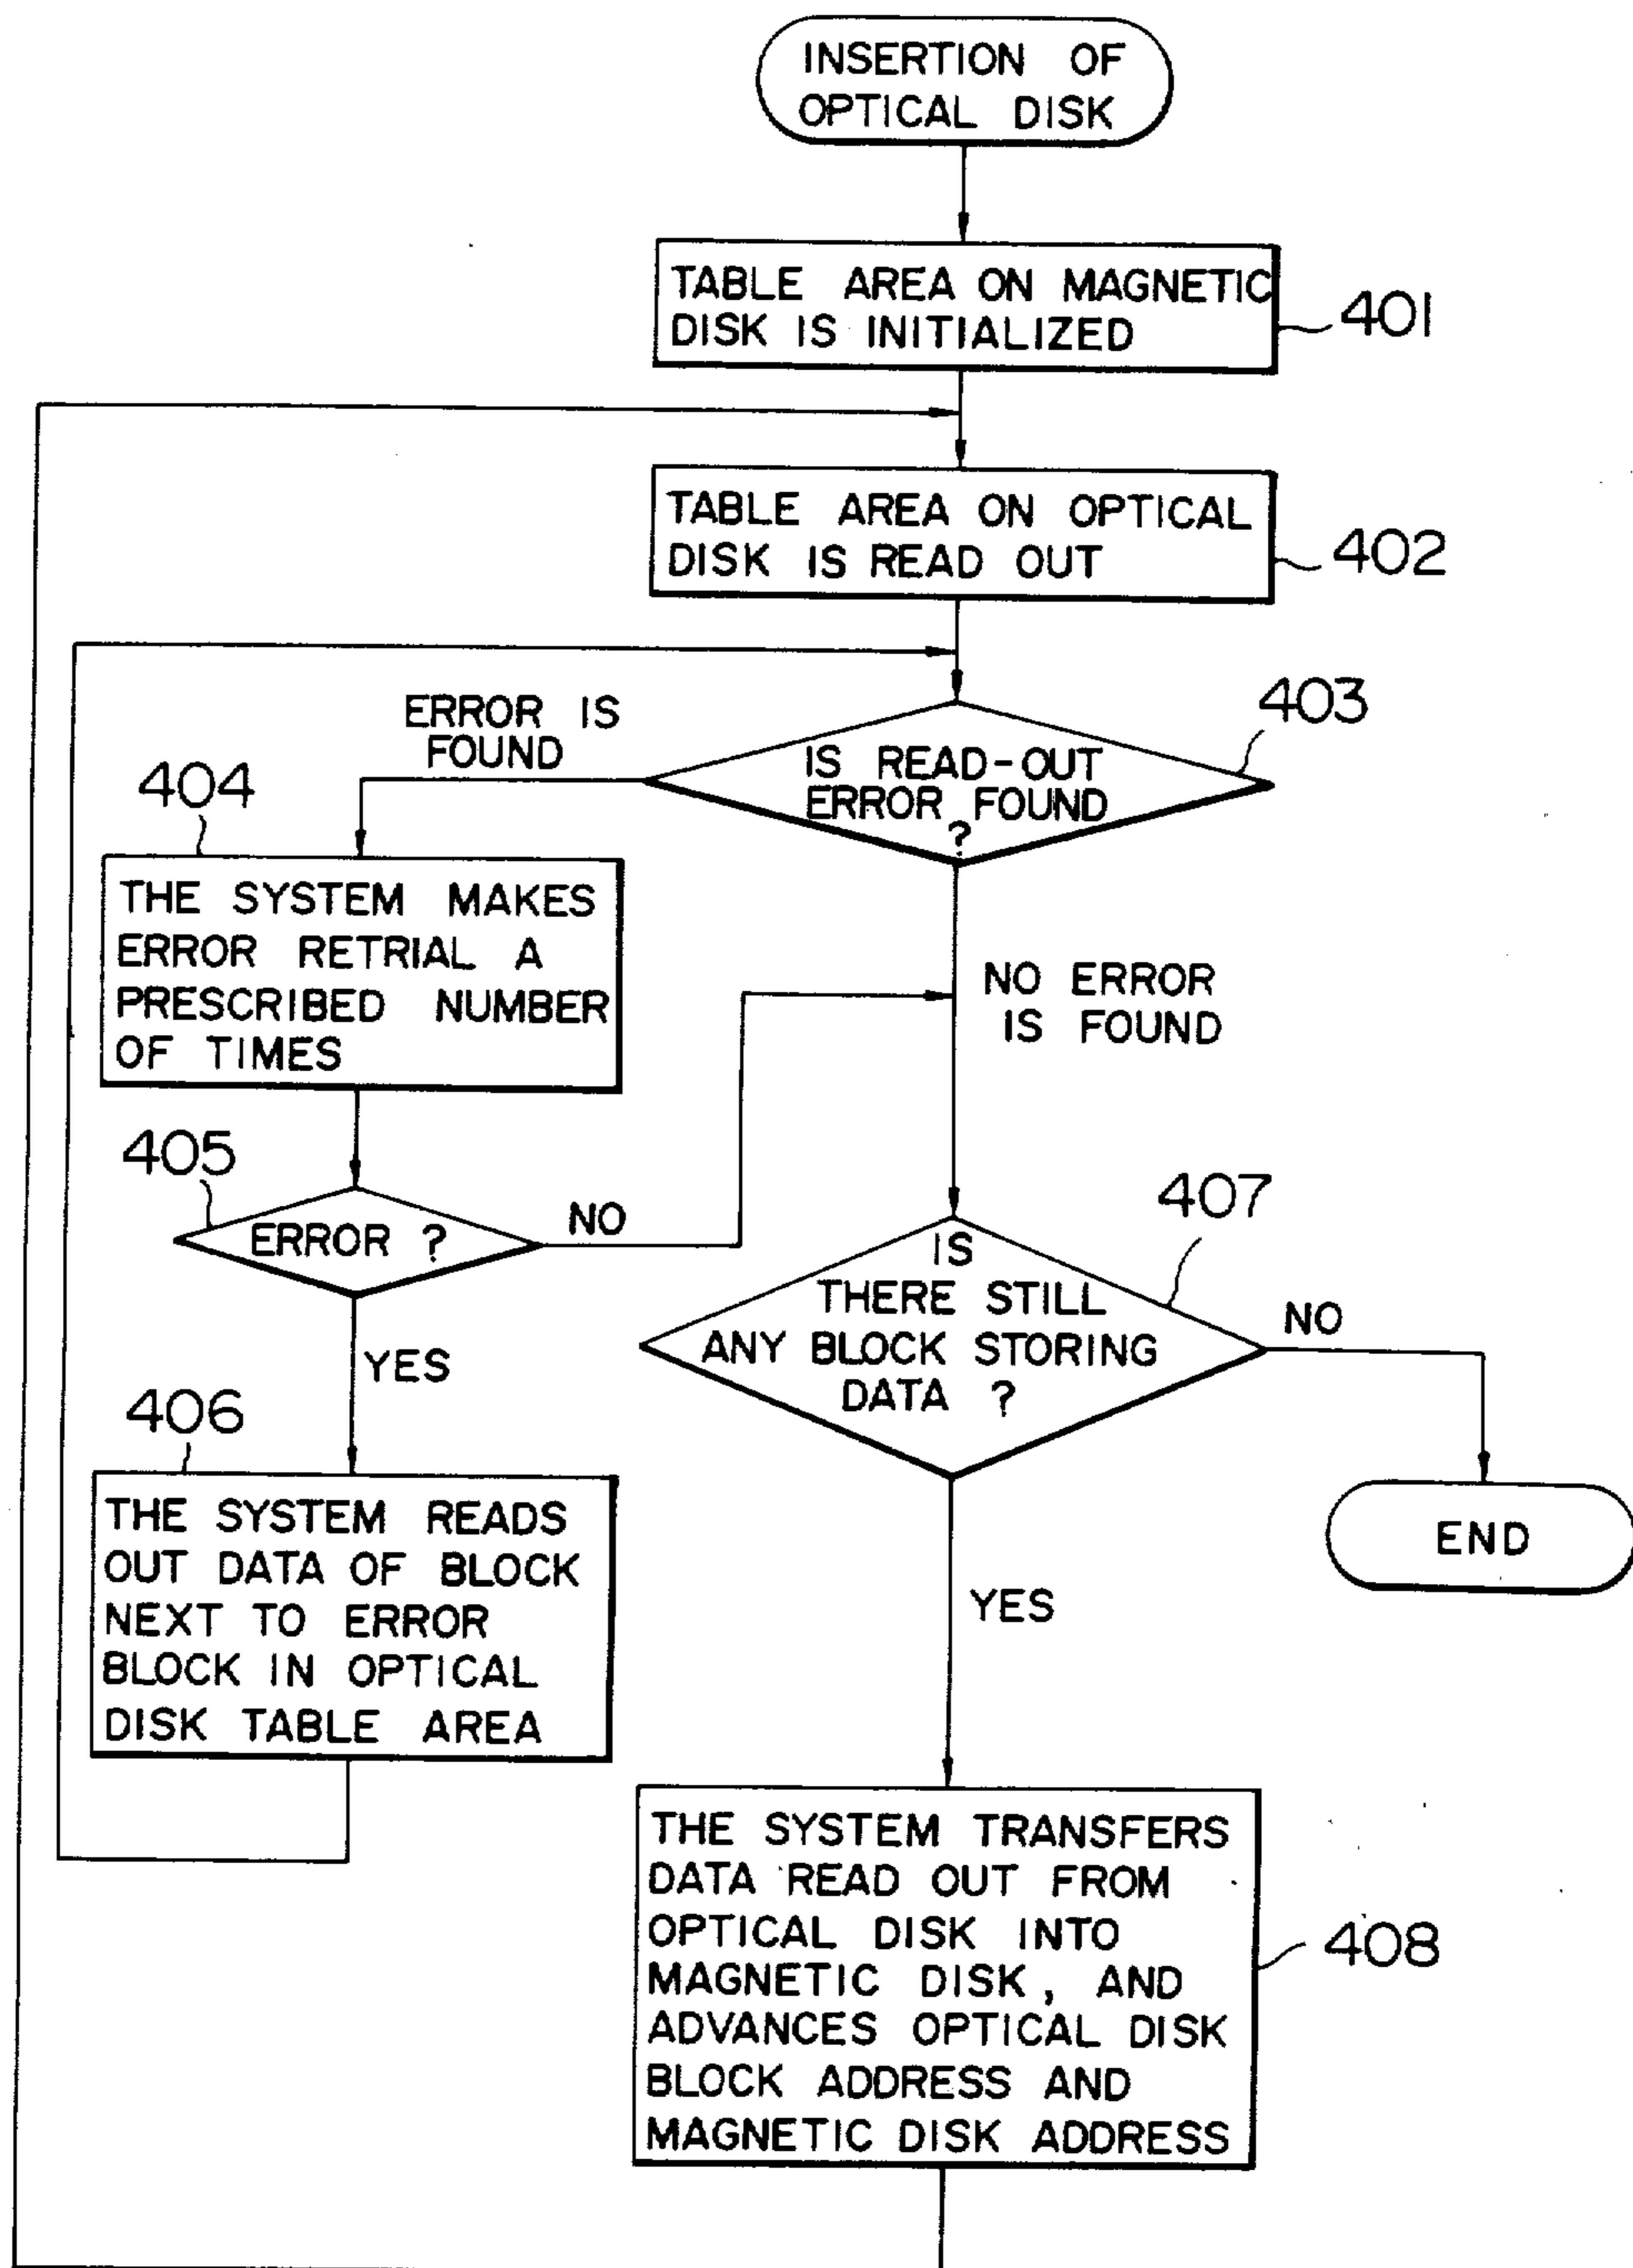 INSERTION OF
OPTICAL DISK
TABLE AREA ON MAGNETIC
DISK IS INITIALIZED
401
TABLE AREA ON OPTICAL
DISK IS READ OUT
402
403
ERROR IS
FOUND
IS READ-OUT
ERROR FOUND
?
404
THE SYSTEM MAKES
ERROR RETRIAL A
PRESCRIBED NUMBER
OF TIMES
NO ERROR
IS FOUND
405
ERROR ?
NO
YES
407
IS
THERE STILL
ANY BLOCK STORING
DATA ?
NO
END
YES
406
THE SYSTEM READS
OUT DATA OF BLOCK
NEXT TO ERROR
BLOCK IN OPTICAL
DISK TABLE AREA
THE SYSTEM TRANSFERS
DATA READ OUT FROM
OPTICAL DISK INTO
MAGNETIC DISK, AND
ADVANCES OPTICAL DISK
BLOCK ADDRESS AND
MAGNETIC DISK ADDRESS
408